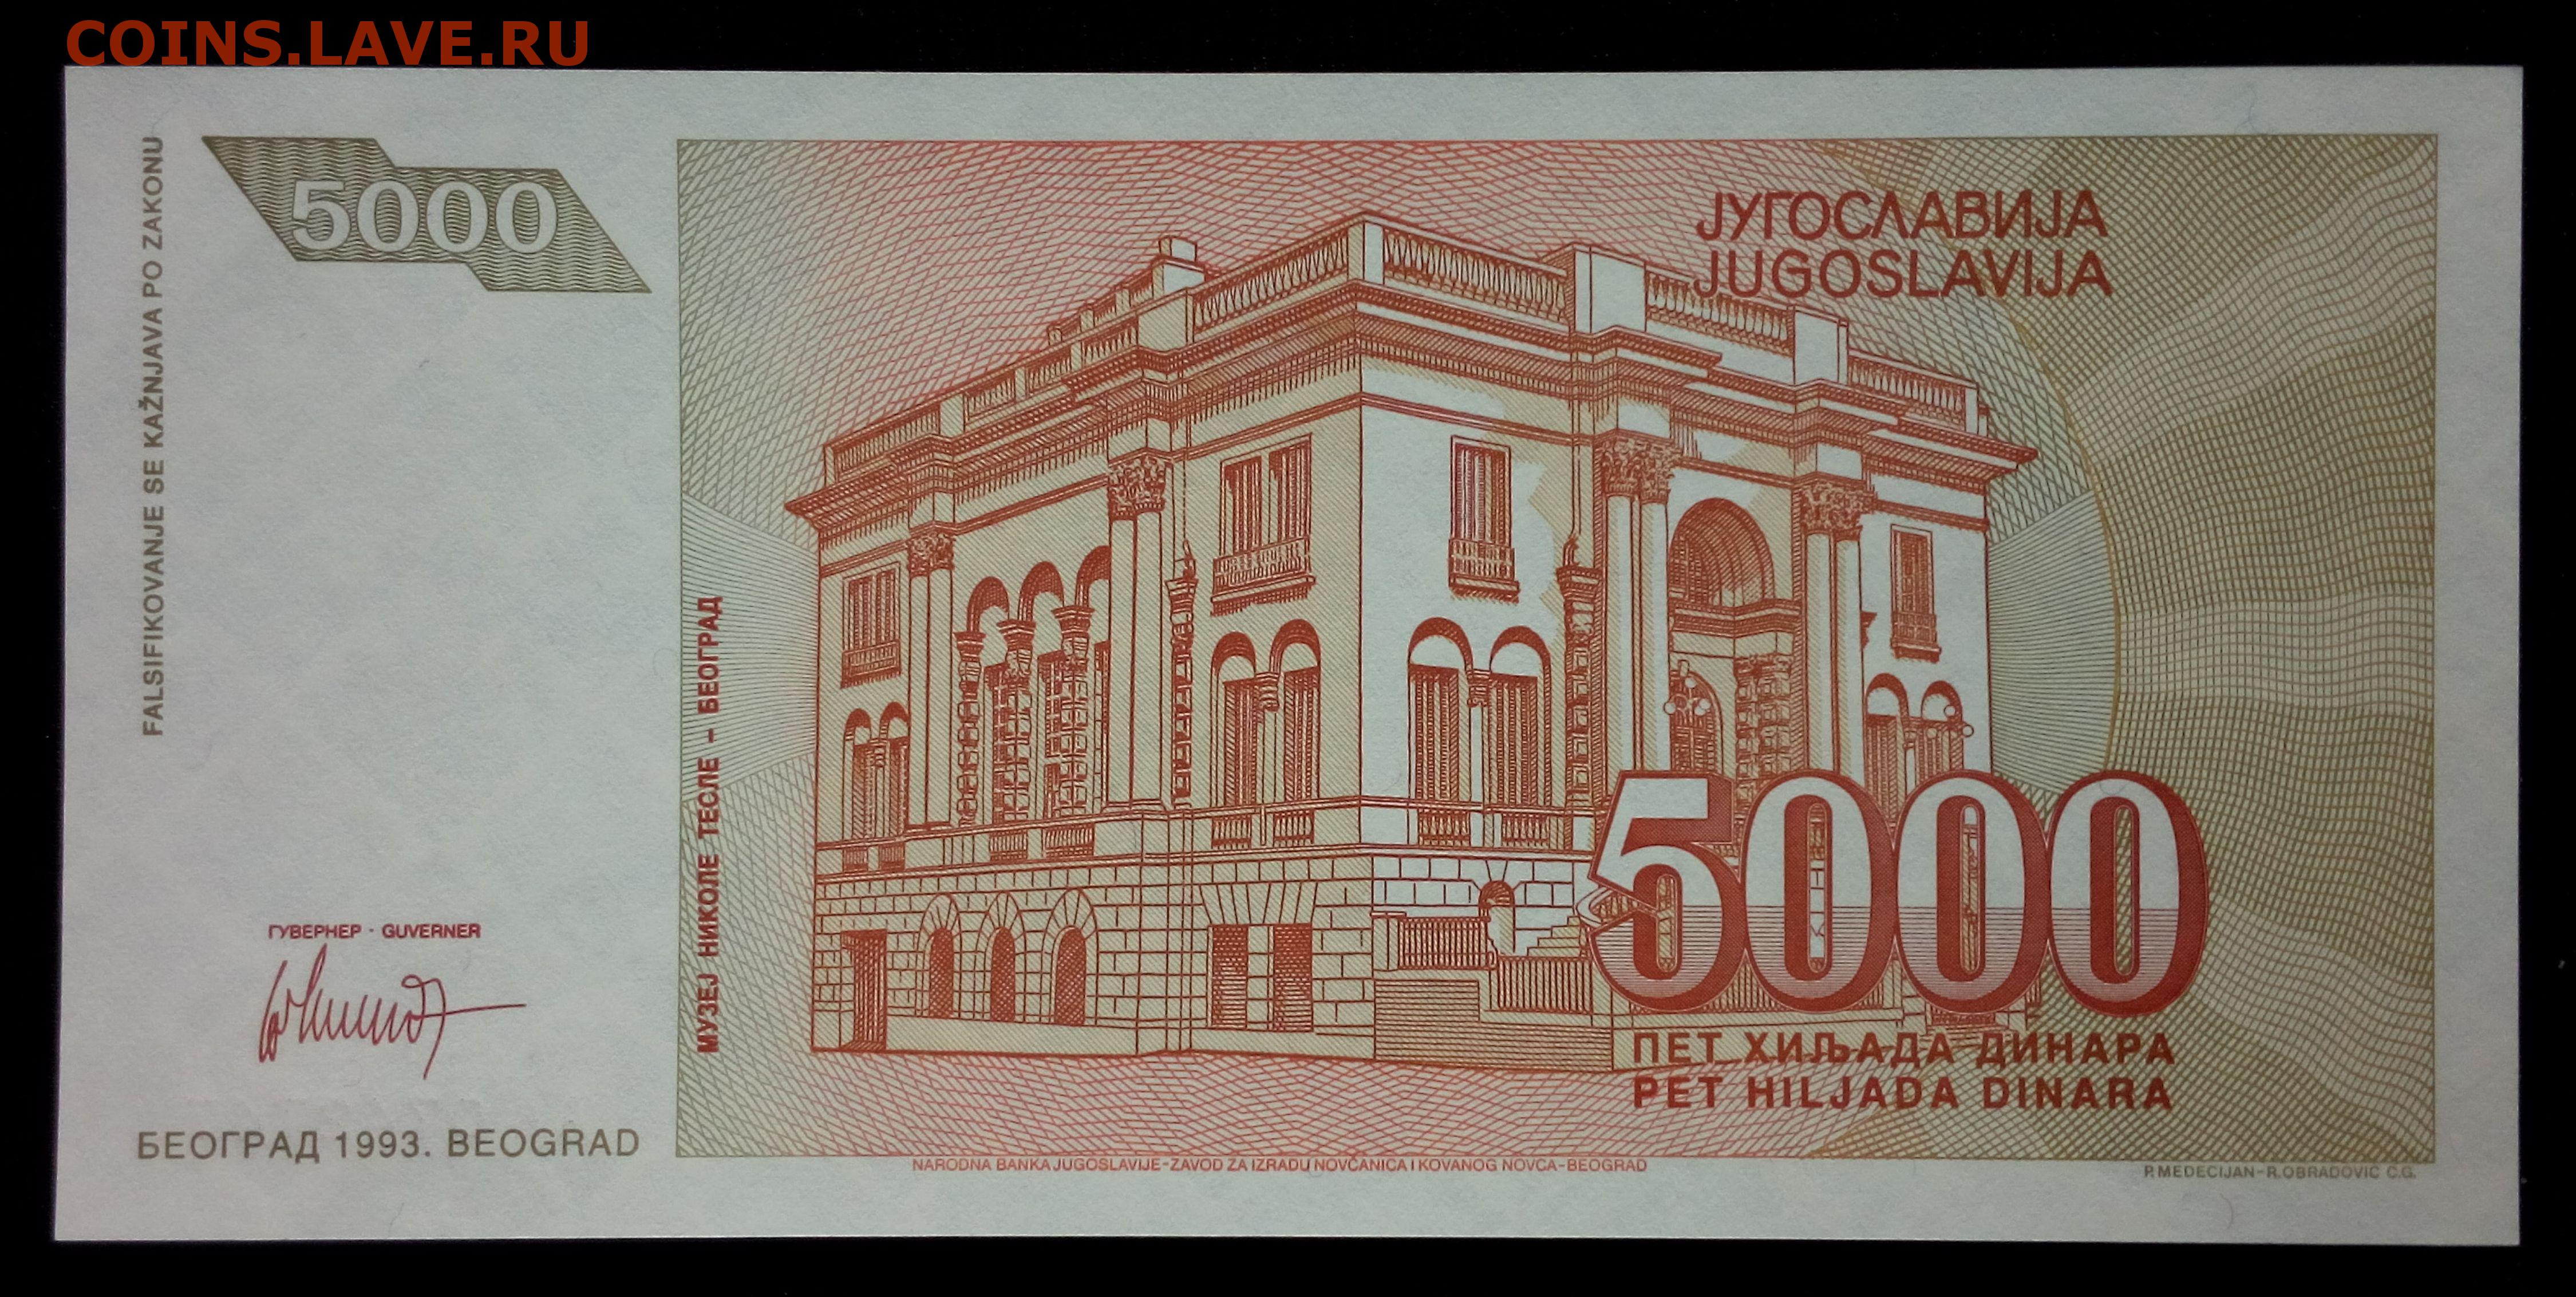 COINS.LAVE.RU
FALSIFIKOVANJE SE KAŽNJAVA PO ZAKONU
5000
ГУВЕРНЕР · GUVERNER
БЕОГРАД 1993. BEOGRAD
МУЗЕЈ НИКОЛЕ ТЕСЛЕ – БЕОГРАД
ЈУГОСЛАВИЈА
JUGOSLAVIJA
5000
ПЕТ ХИЉАДА ДИНАРА
PET HILJADA DINARA
NARODNA BANKA JUGOSLAVIJE-ZAVOD ZA IZRADU NOVČANICA I KOVANOG NOVCA-BEOGRAD
P. MEDECIJAN-R. OBRADOVIĆ C.G.